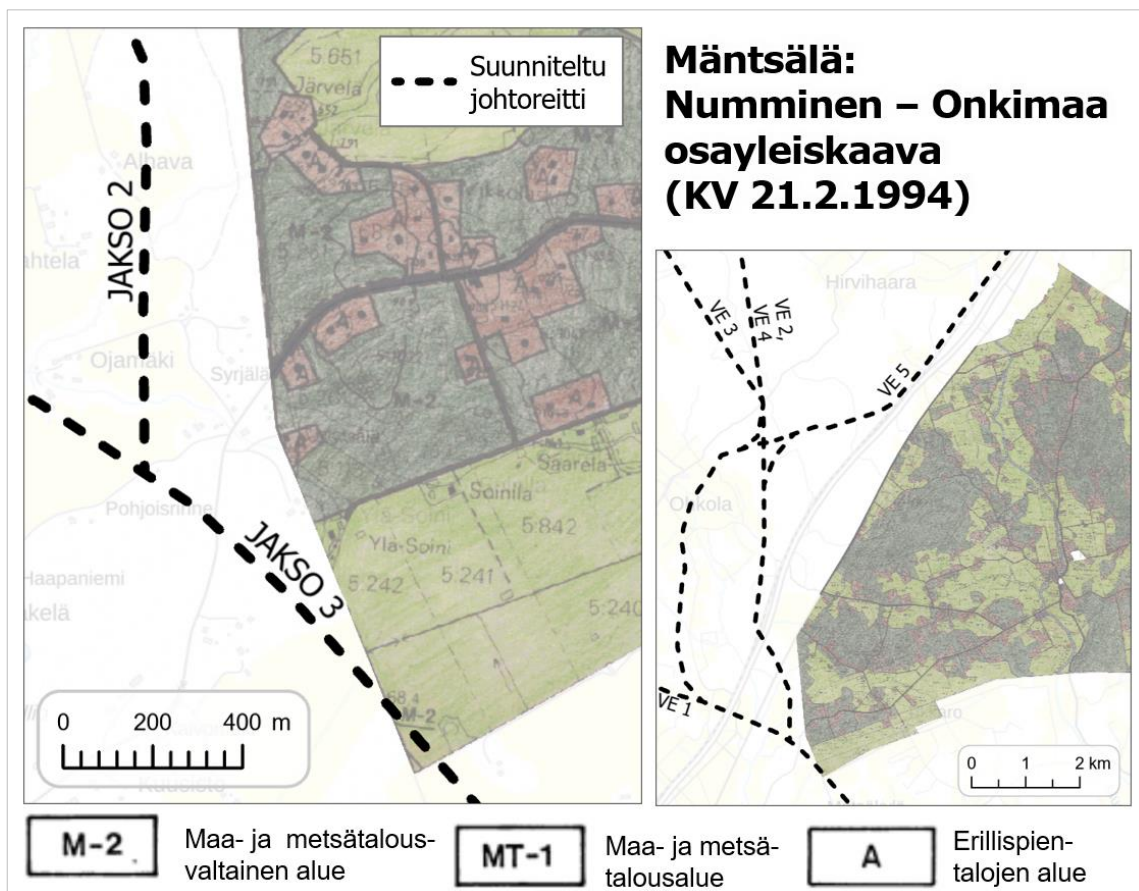 Suunniteltu
johtoreitti
Mäntsälä:
Numminen – Onkimaa
osayleiskaava
(KV 21.2.1994)
5:651
Järvelä
Alhava
JAKSO 2
M-2
A
A
A
A
Ojamäki
Syrjälä
M-2
A
Saarela
Soinila
5:842
Pohjoisrinne
Ylä-Soini
5:242
5:241
5:240
JAKSO 3
Haapaniemi
M-2
Kuusisto
0 200 400 m
Hirvihaara
VE 3
VE 2,
VE 4
VE 5
Ohkola
VE 1
0 1 2 km
M-2
Maa- ja metsätalous-
valtainen alue
MT-1
Maa- ja metsä-
talousalue
A
Erillispien-
talojen alue